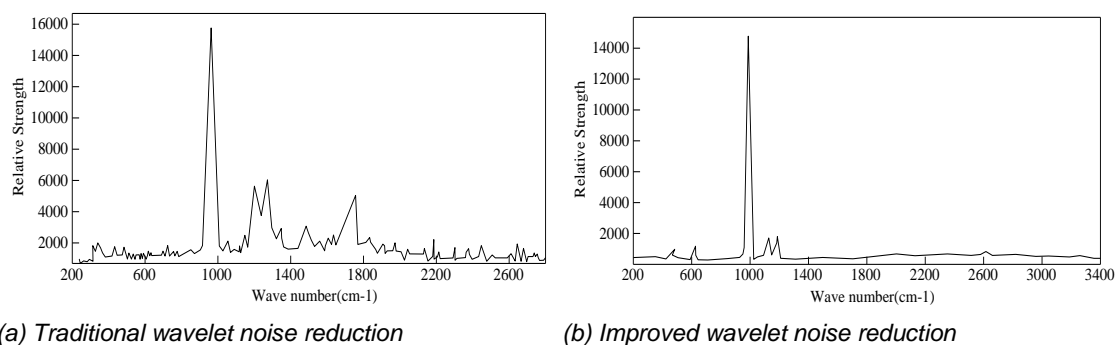 16000
14000
12000
10000
8000
6000
4000
2000
Relative Strength
200 600 1000 1400 1800 2200 2600
Wave number(cm-1)
(a) Traditional wavelet noise reduction
14000
12000
10000
8000
6000
4000
2000
Relative Strength
200 600 1000 1400 1800 2200 2600 3000 3400
Wave number(cm-1)
(b) Improved wavelet noise reduction